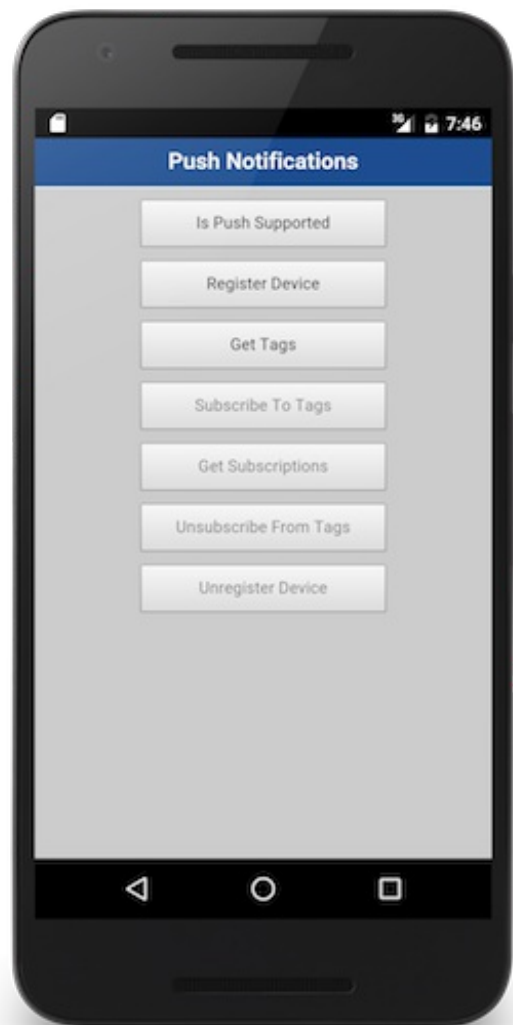 3G 7:46
Push Notifications
Is Push Supported
Register Device
Get Tags
Subscribe To Tags
Get Subscriptions
Unsubscribe From Tags
Unregister Device